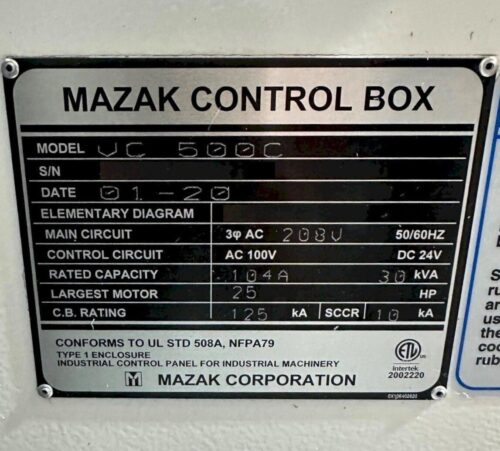 MAZAK CONTROL BOX
MODEL VC 500C
S/N
DATE 01-20
ELEMENTARY DIAGRAM
MAIN CIRCUIT 3φ AC 208V 50/60HZ
CONTROL CIRCUIT AC 100V DC 24V
RATED CAPACITY 104A 30 kVA
LARGEST MOTOR 25 HP
C.B. RATING 125 kA SCCR 10 kA
CONFORMS TO UL STD 508A, NFPA79
TYPE 1 ENCLOSURE
INDUSTRIAL CONTROL PANEL FOR INDUSTRIAL MACHINERY
ETL
Intertek
2002220
M MAZAK CORPORATION